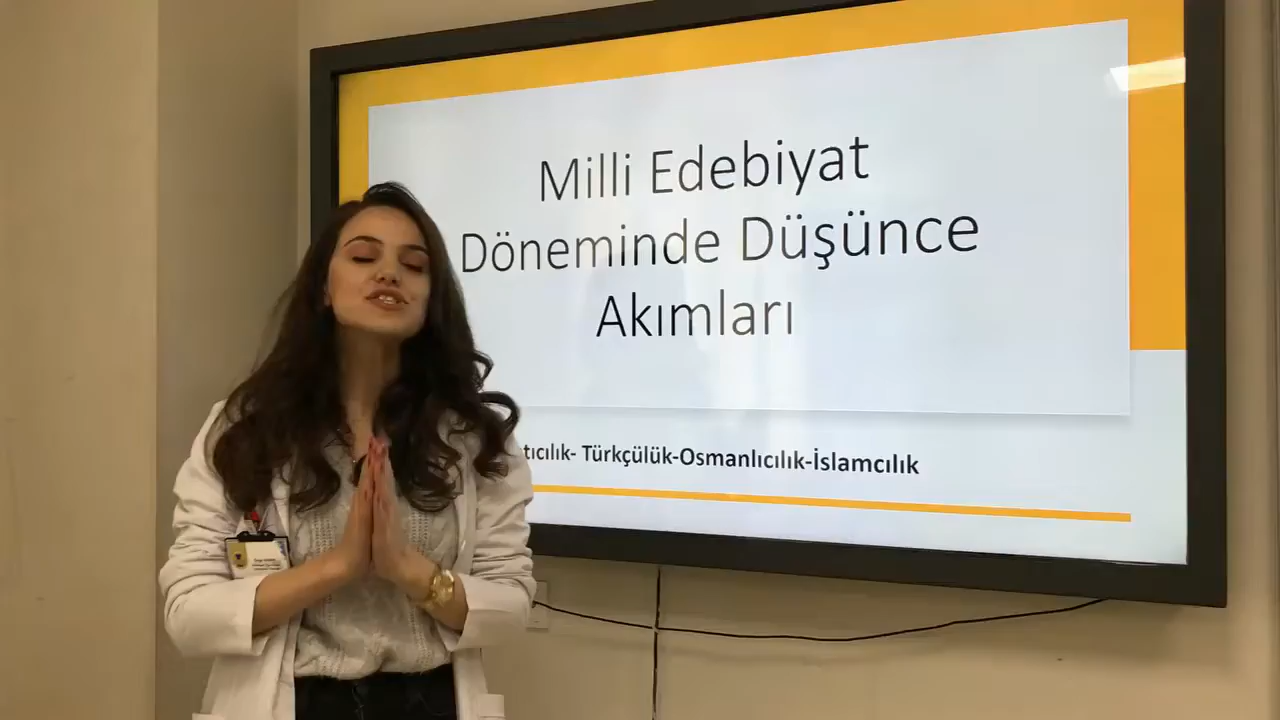 Milli Edebiyat
Döneminde Düşünce
Akımları
Türkçülük-Osmanlıcılık-İslamcılık